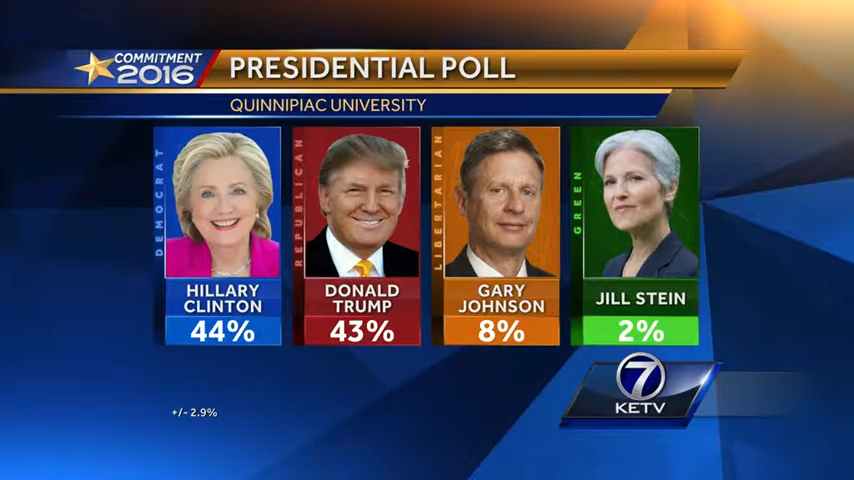 COMMITMENT
2016
PRESIDENTIAL POLL
QUINNIPIAC UNIVERSITY
DEMOCRAT
HILLARY
CLINTON
44%
REPUBLICAN
DONALD
TRUMP
43%
LIBERTARIAN
GARY
JOHNSON
8%
GREEN
JILL STEIN
2%
+/- 2.9%
7
KETV